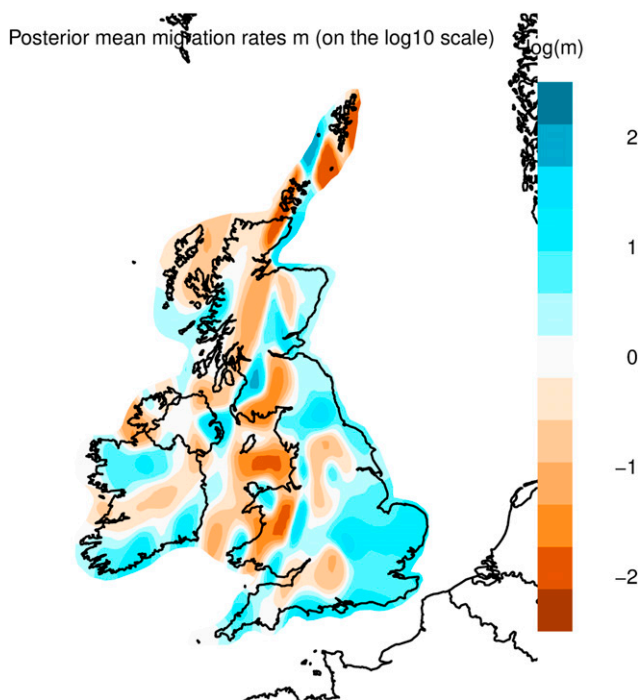 Posterior mean migration rates m (on the log10 scale)
log(m)
2
1
0
−1
−2